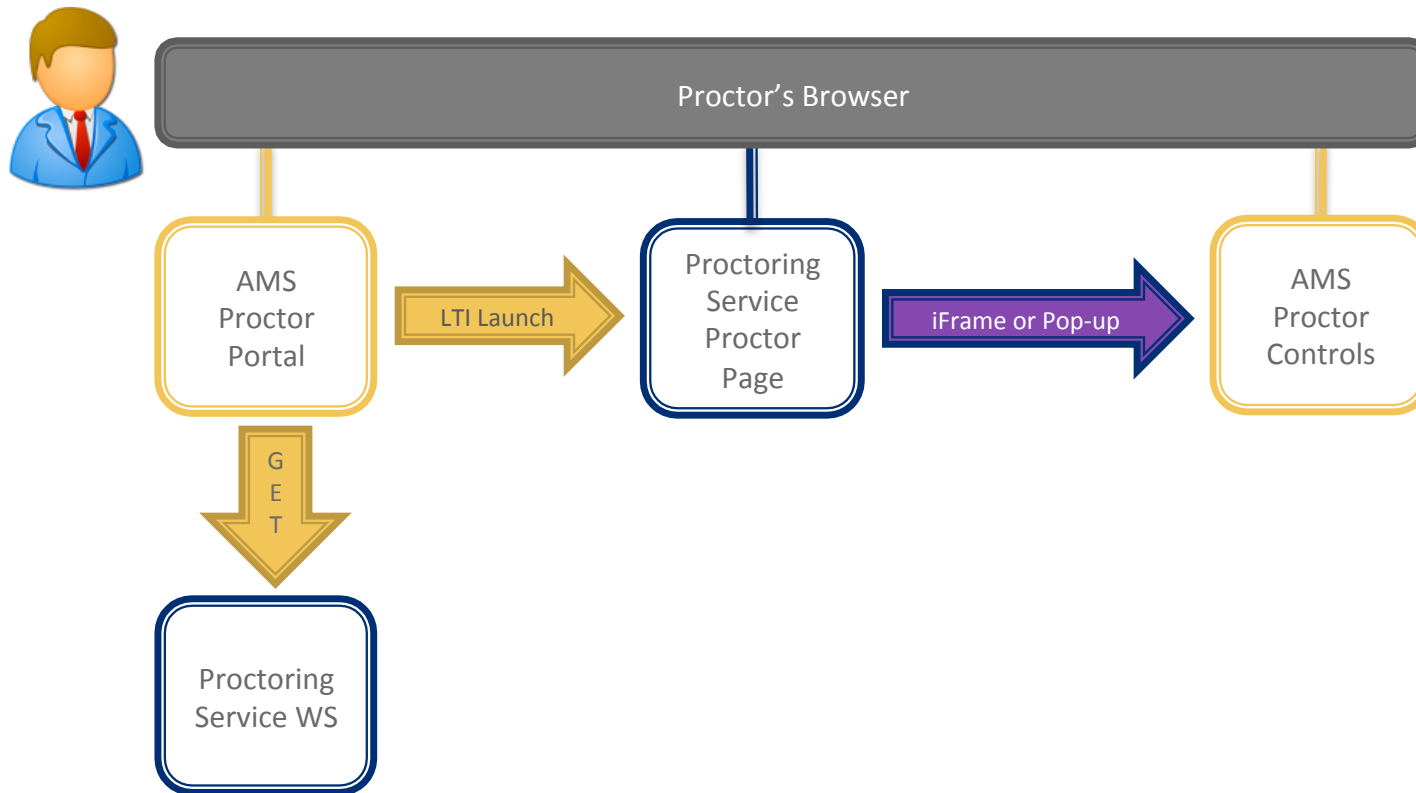 Proctor’s Browser
AMS
Proctor
Portal
LTI Launch
Proctoring
Service
Proctor
Page
iFrame or Pop-up
AMS
Proctor
Controls
G
E
T
Proctoring
Service WS